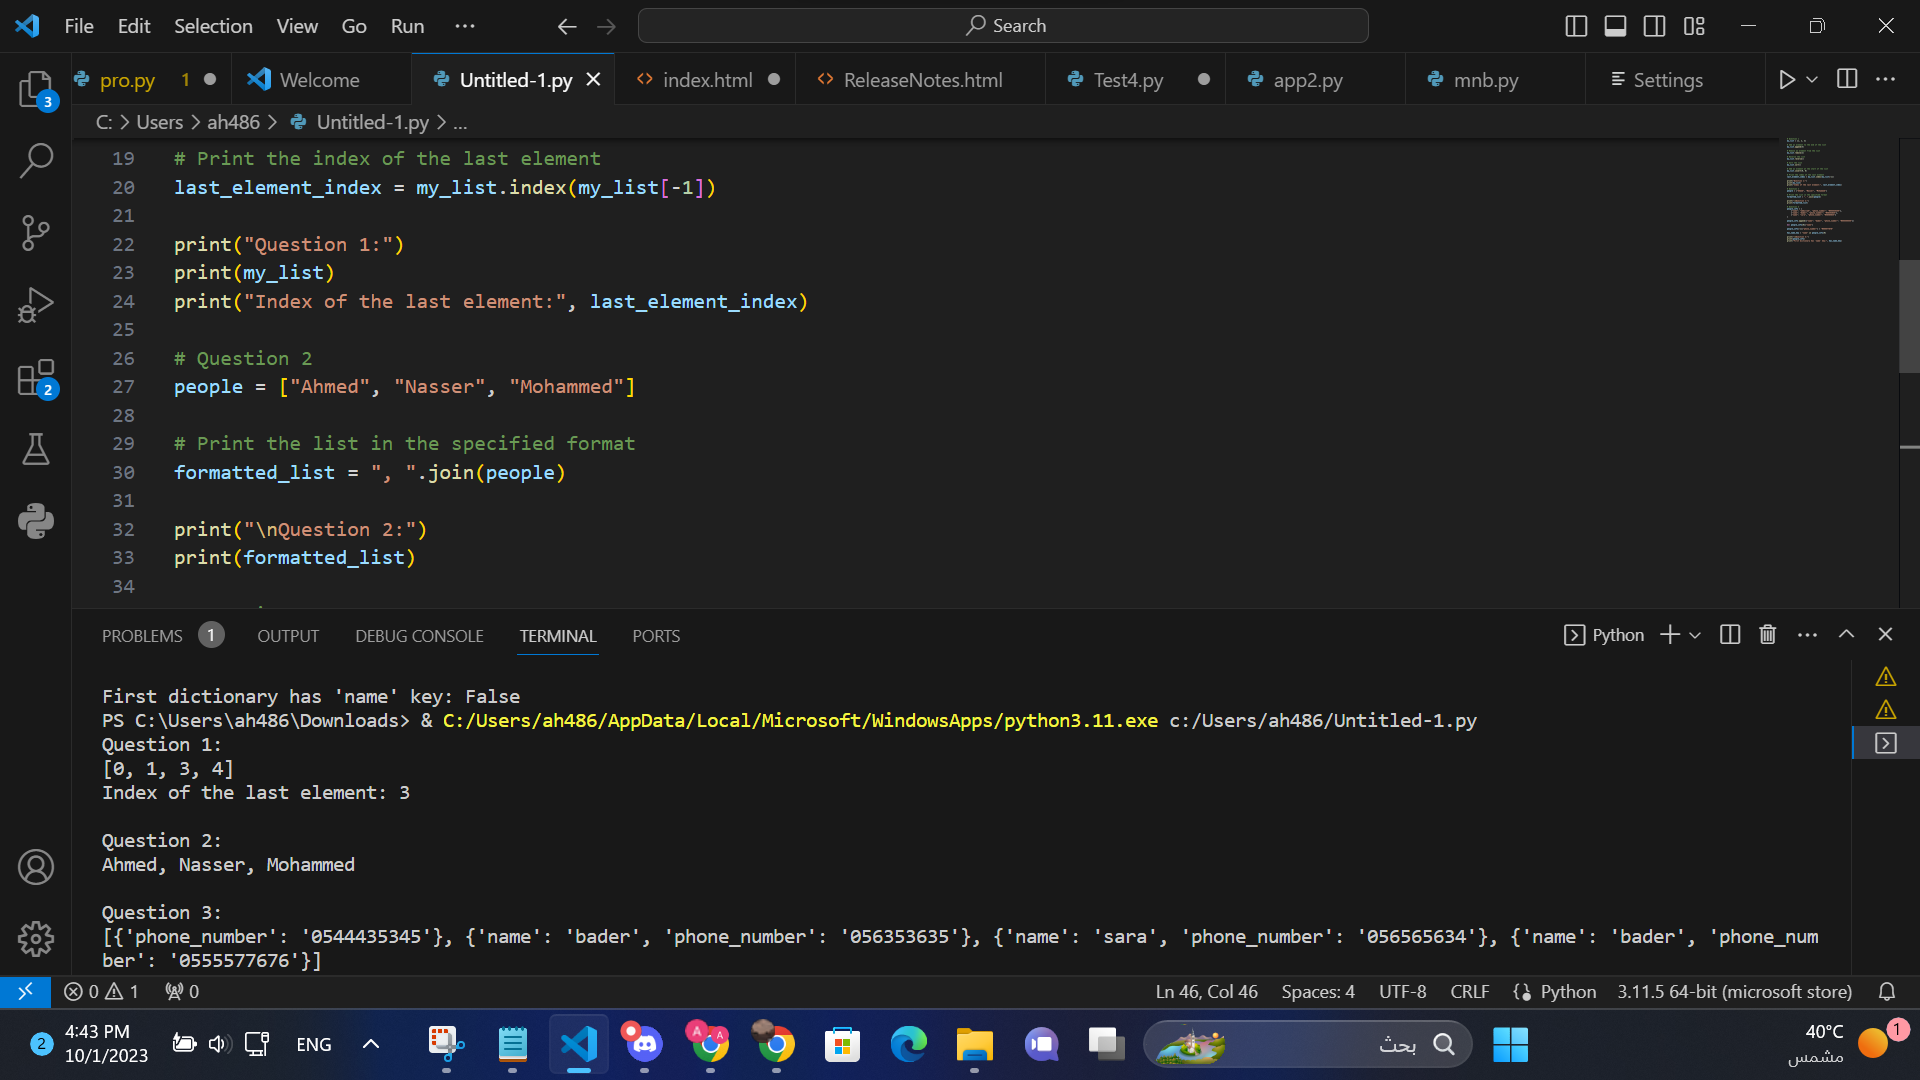 File Edit Selection View Go Run ··· Search
pro.py 1 Welcome Untitled-1.py index.html ReleaseNotes.html Test4.py app2.py mnb.py Settings
C: > Users > ah486 > Untitled-1.py > ...
19 # Print the index of the last element
20 last_element_index = my_list.index(my_list[-1])
21
22 print("Question 1:")
23 print(my_list)
24 print("Index of the last element:", last_element_index)
25
26 # Question 2
27 people = ["Ahmed", "Nasser", "Mohammed"]
28
29 # Print the list in the specified format
30 formatted_list = ", ".join(people)
31
32 print("\nQuestion 2:")
33 print(formatted_list)
34
3
2
PROBLEMS 1 OUTPUT DEBUG CONSOLE TERMINAL PORTS Python
First dictionary has 'name' key: False
PS C:\Users\ah486\Downloads> & C:/Users/ah486/AppData/Local/Microsoft/WindowsApps/python3.11.exe c:/Users/ah486/Untitled-1.py
Question 1:
[0, 1, 3, 4]
Index of the last element: 3
Question 2:
Ahmed, Nasser, Mohammed
Question 3:
[{'phone_number': '0544435345'}, {'name': 'bader', 'phone_number': '056353635'}, {'name': 'sara', 'phone_number': '056565634'}, {'name': 'bader', 'phone_num
ber': '0555577676'}]
0 1 0 Ln 46, Col 46 Spaces: 4 UTF-8 CRLF Python 3.11.5 64-bit (microsoft store)
2 4:43 PM
10/1/2023
ENG
A A
بحث
40°C
مشمس
1